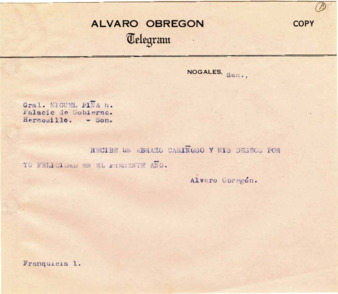 ALVARO OBREGON
COPY
Telegram
NOGALES, Son.,
Gral. MIGUEL PIÑA h.
Palacio de Gobierno.
Hermosillo. - Son.
RECIBE UN ABRAZO CARIÑOSO Y MIS DESEOS POR
TU FELICIDAD EN EL PRESENTE AÑO.
Alvaro Obregón.
Franquicia 1.